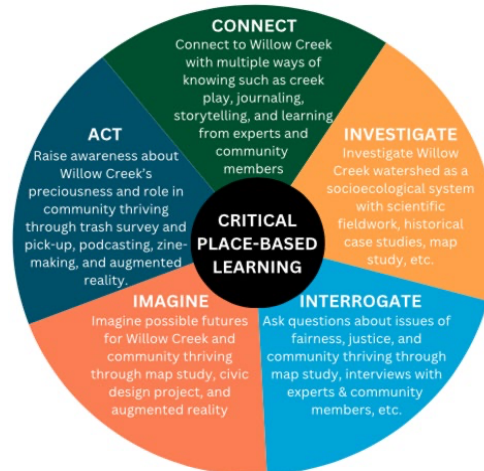 CONNECT
Connect to Willow Creek
with multiple ways of
knowing such as creek
play, journaling,
storytelling, and learning
from experts and
community
members
INVESTIGATE
Investigate Willow
Creek watershed as a
socioecological system
with scientific
fieldwork, historical
case studies, map
study, etc.
INTERROGATE
Ask questions about issues of
fairness, justice, and
community thriving through
map study, interviews with
experts & community
members, etc.
IMAGINE
Imagine possible futures
for Willow Creek and
community thriving
through map study, civic
design project, and
augmented reality
ACT
Raise awareness about
Willow Creek's
preciousness and role in
community thriving
through trash survey and
pick-up, podcasting, zine-
making, and augmented
reality.
CRITICAL
PLACE-BASED
LEARNING